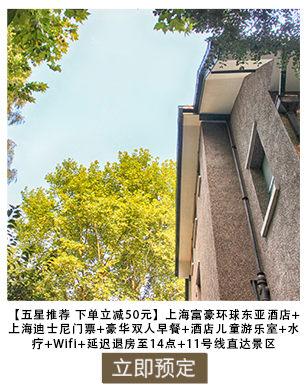 【五星推荐 下单立减50元】上海富豪环球东亚酒店+
上海迪士尼门票+豪华双人早餐+酒店儿童游乐室+水
疗+Wifi+延迟退房至14点+11号线直达景区
立即预定